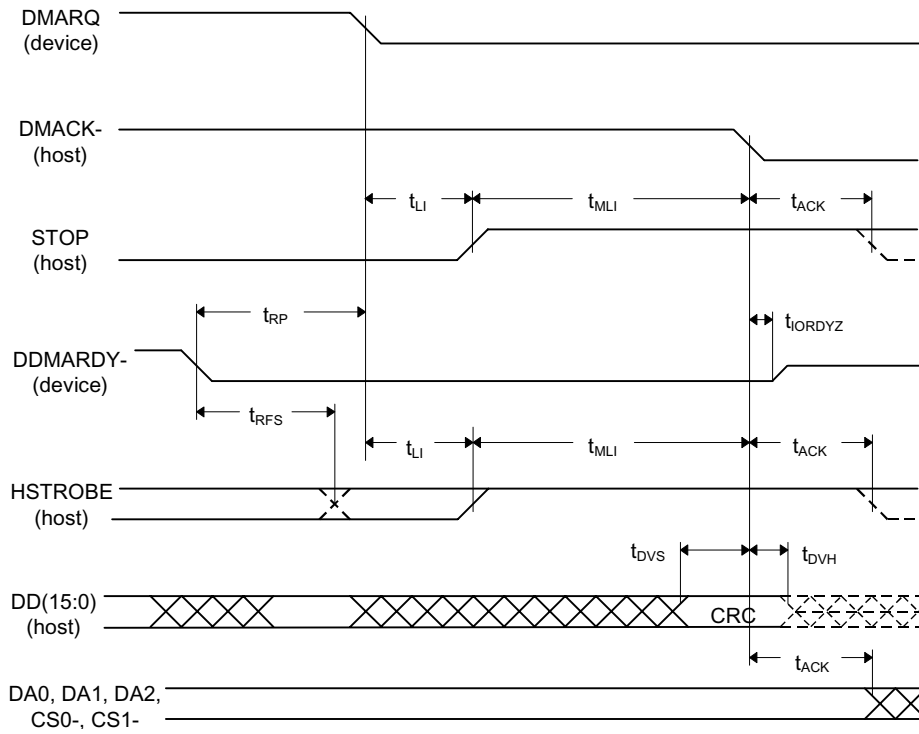 DMARQ
(device)
DMACK-
(host)
tLI
tMLI
tACK
STOP
(host)
tRP
tIORDYZ
DDMARDY-
(device)
tRFS
tLI
tMLI
tACK
HSTROBE
(host)
tDVS
tDVH
DD(15:0)
(host)
CRC
tACK
DA0, DA1, DA2,
CS0-, CS1-